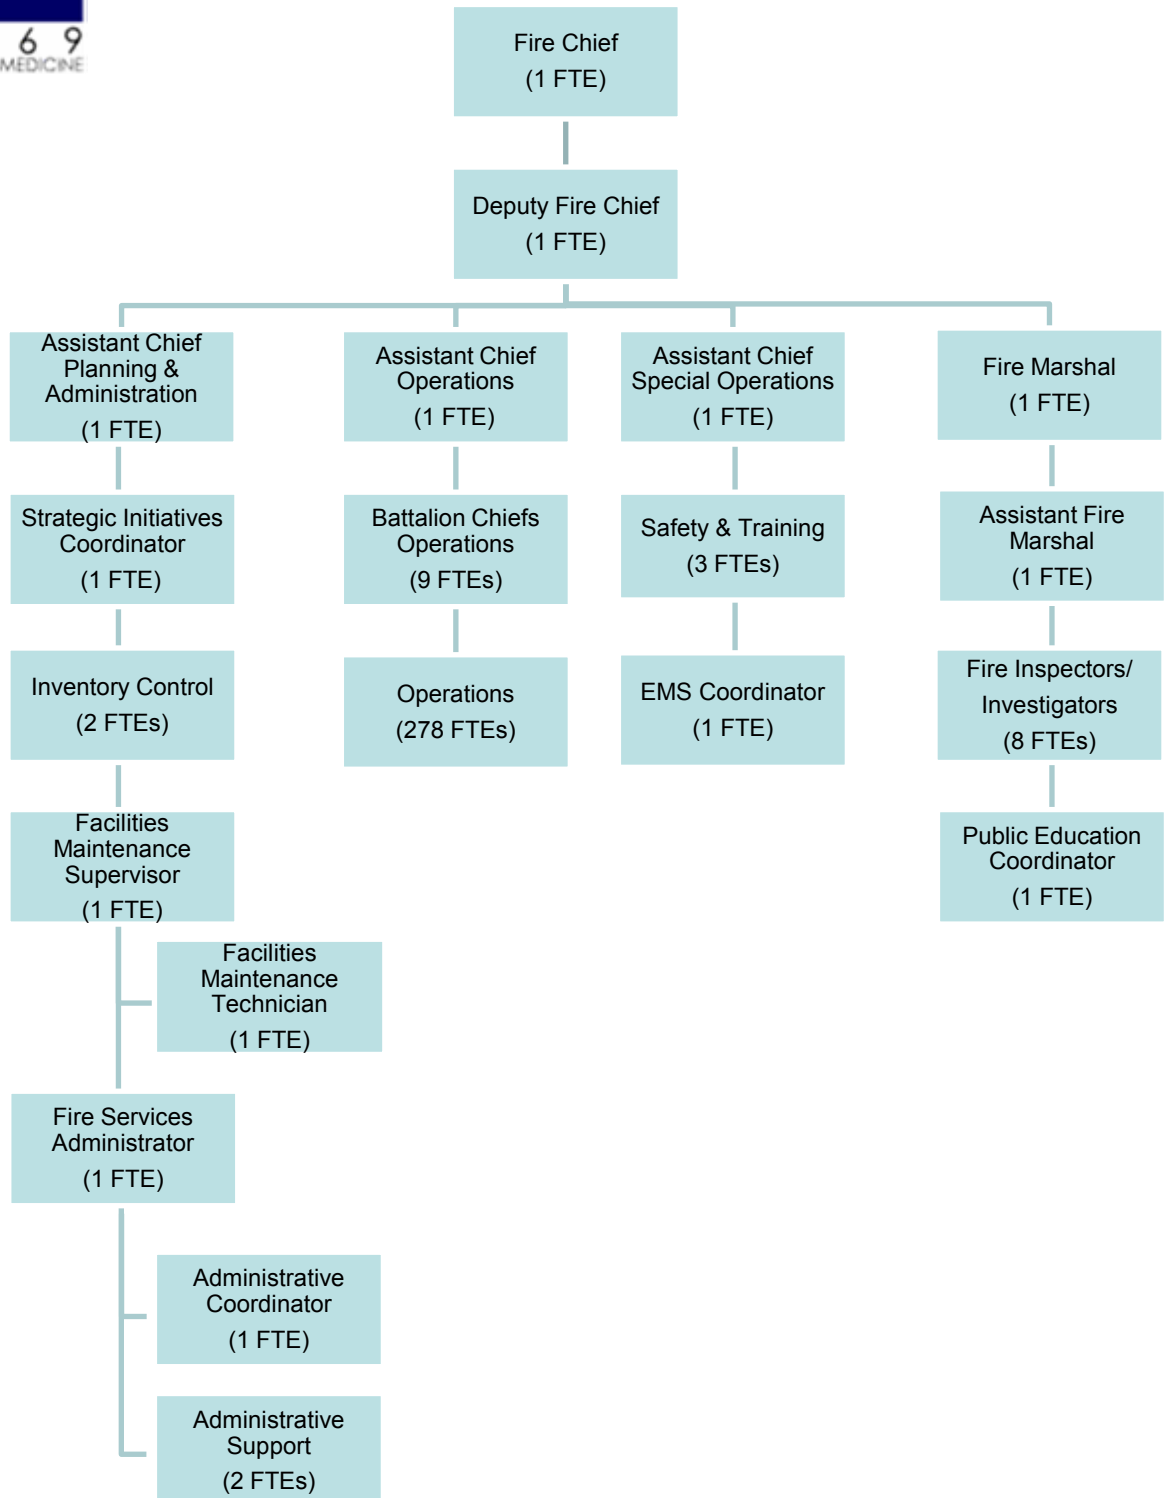 6 9
MEDICINE
Fire Chief
(1 FTE)
Deputy Fire Chief
(1 FTE)
Assistant Chief
Planning &
Administration
(1 FTE)
Assistant Chief
Operations
(1 FTE)
Assistant Chief
Special Operations
(1 FTE)
Fire Marshal
(1 FTE)
Strategic Initiatives
Coordinator
(1 FTE)
Battalion Chiefs
Operations
(9 FTEs)
Safety & Training
(3 FTEs)
Assistant Fire
Marshal
(1 FTE)
Inventory Control
(2 FTEs)
Operations
(278 FTEs)
EMS Coordinator
(1 FTE)
Fire Inspectors/
Investigators
(8 FTEs)
Facilities
Maintenance
Supervisor
(1 FTE)
Public Education
Coordinator
(1 FTE)
Facilities
Maintenance
Technician
(1 FTE)
Fire Services
Administrator
(1 FTE)
Administrative
Coordinator
(1 FTE)
Administrative
Support
(2 FTEs)